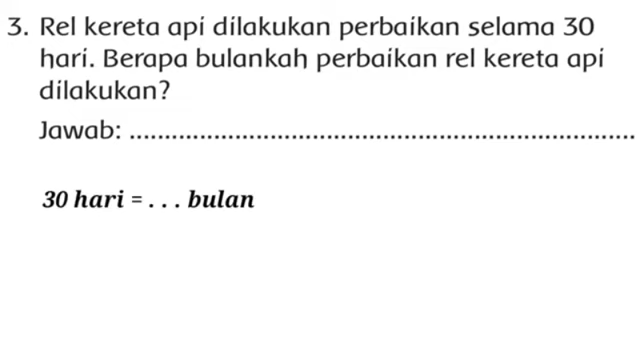 3. Rel kereta api dilakukan perbaikan selama 30
hari. Berapa bulankah perbaikan rel kereta api
dilakukan?
Jawab: ......................................................................
30 hari = . . . bulan